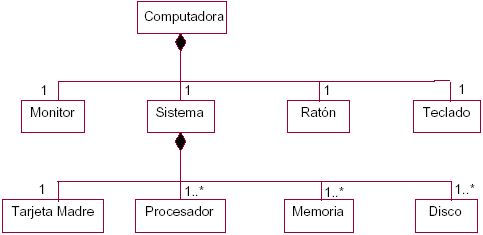 Computadora
1 1 1 1
Monitor Sistema Ratón Teclado
1 1..* 1..* 1..*
Tarjeta Madre Procesador Memoria Disco